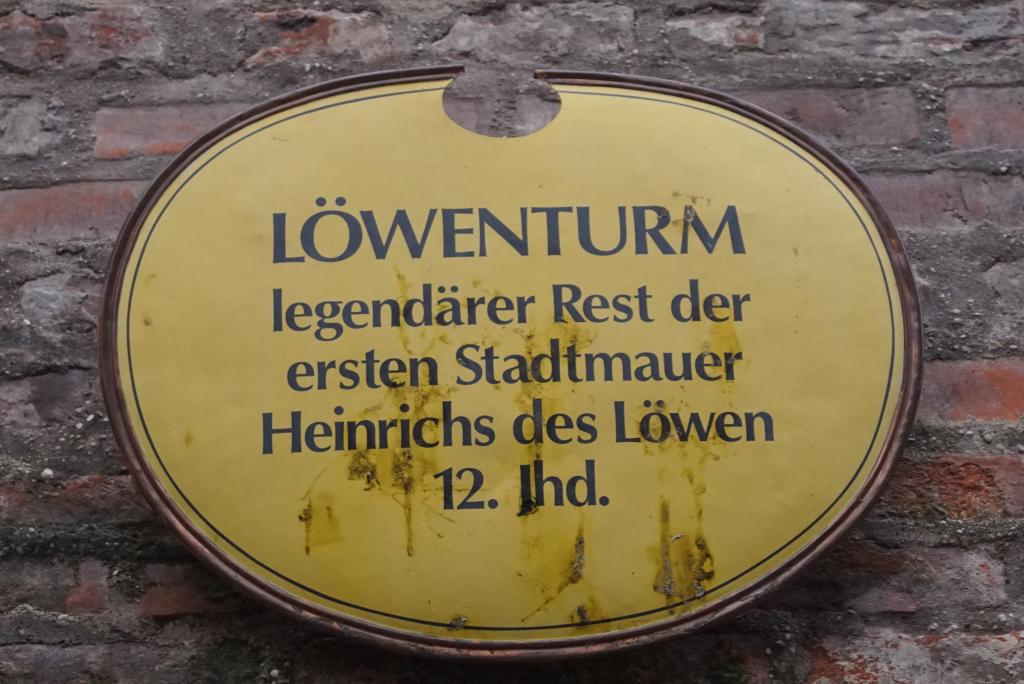 LÖWENTURM
legendärer Rest der
ersten Stadtmauer
Heinrichs des Löwen
12. Jhd.